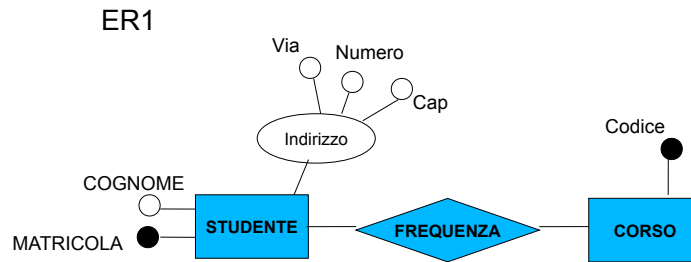 ER1
Via
Numero
Cap
Indirizzo
Codice
COGNOME
MATRICOLA
STUDENTE
FREQUENZA
CORSO